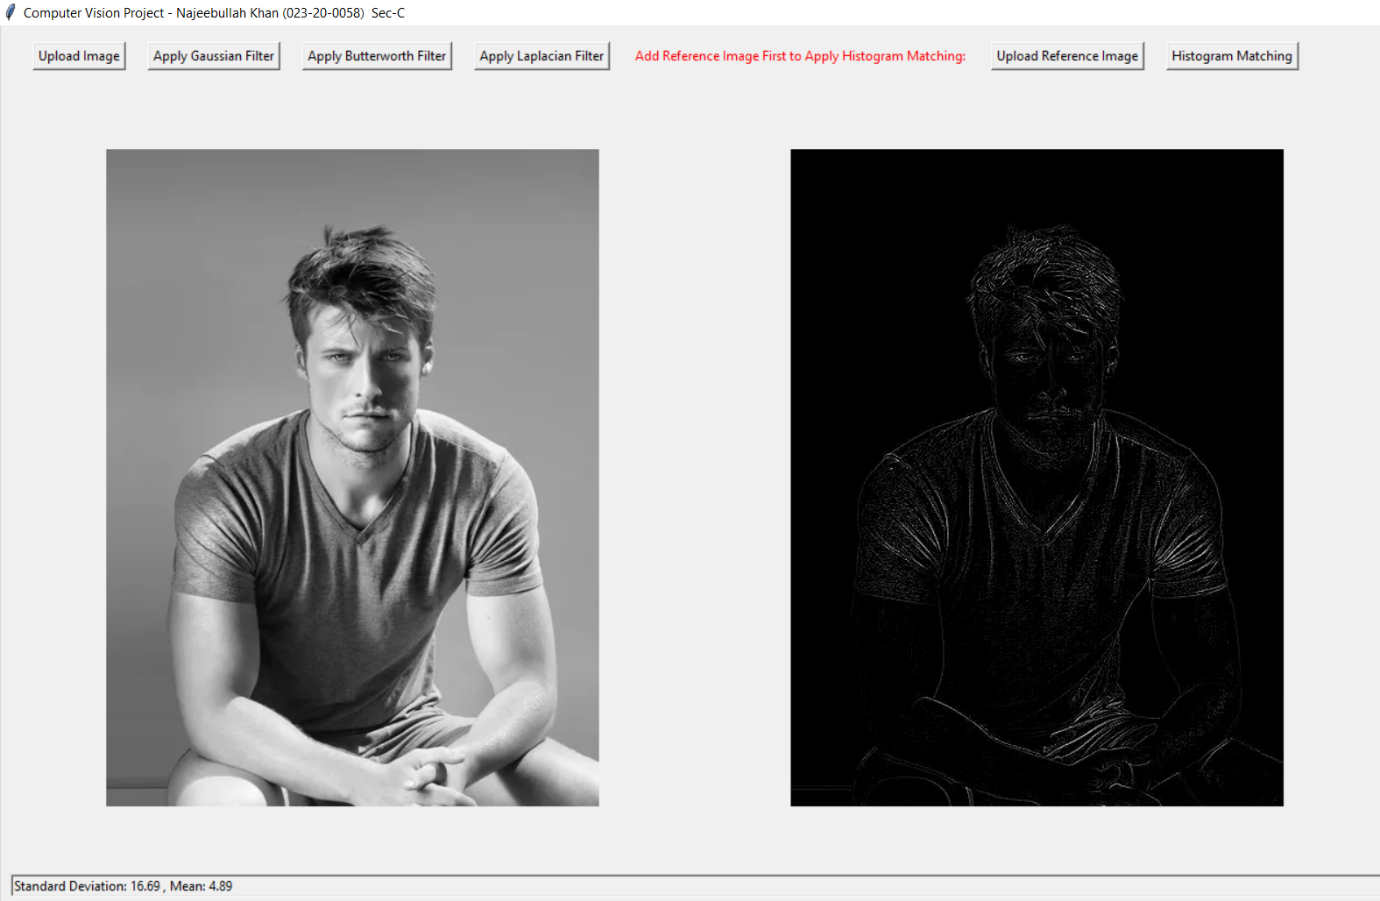 Computer Vision Project - Najeebullah Khan (023-20-0058)  Sec-C
Upload Image Apply Gaussian Filter Apply Butterworth Filter Apply Laplacian Filter Add Reference Image First to Apply Histogram Matching: Upload Reference Image Histogram Matching
Standard Deviation: 16.69 , Mean: 4.89